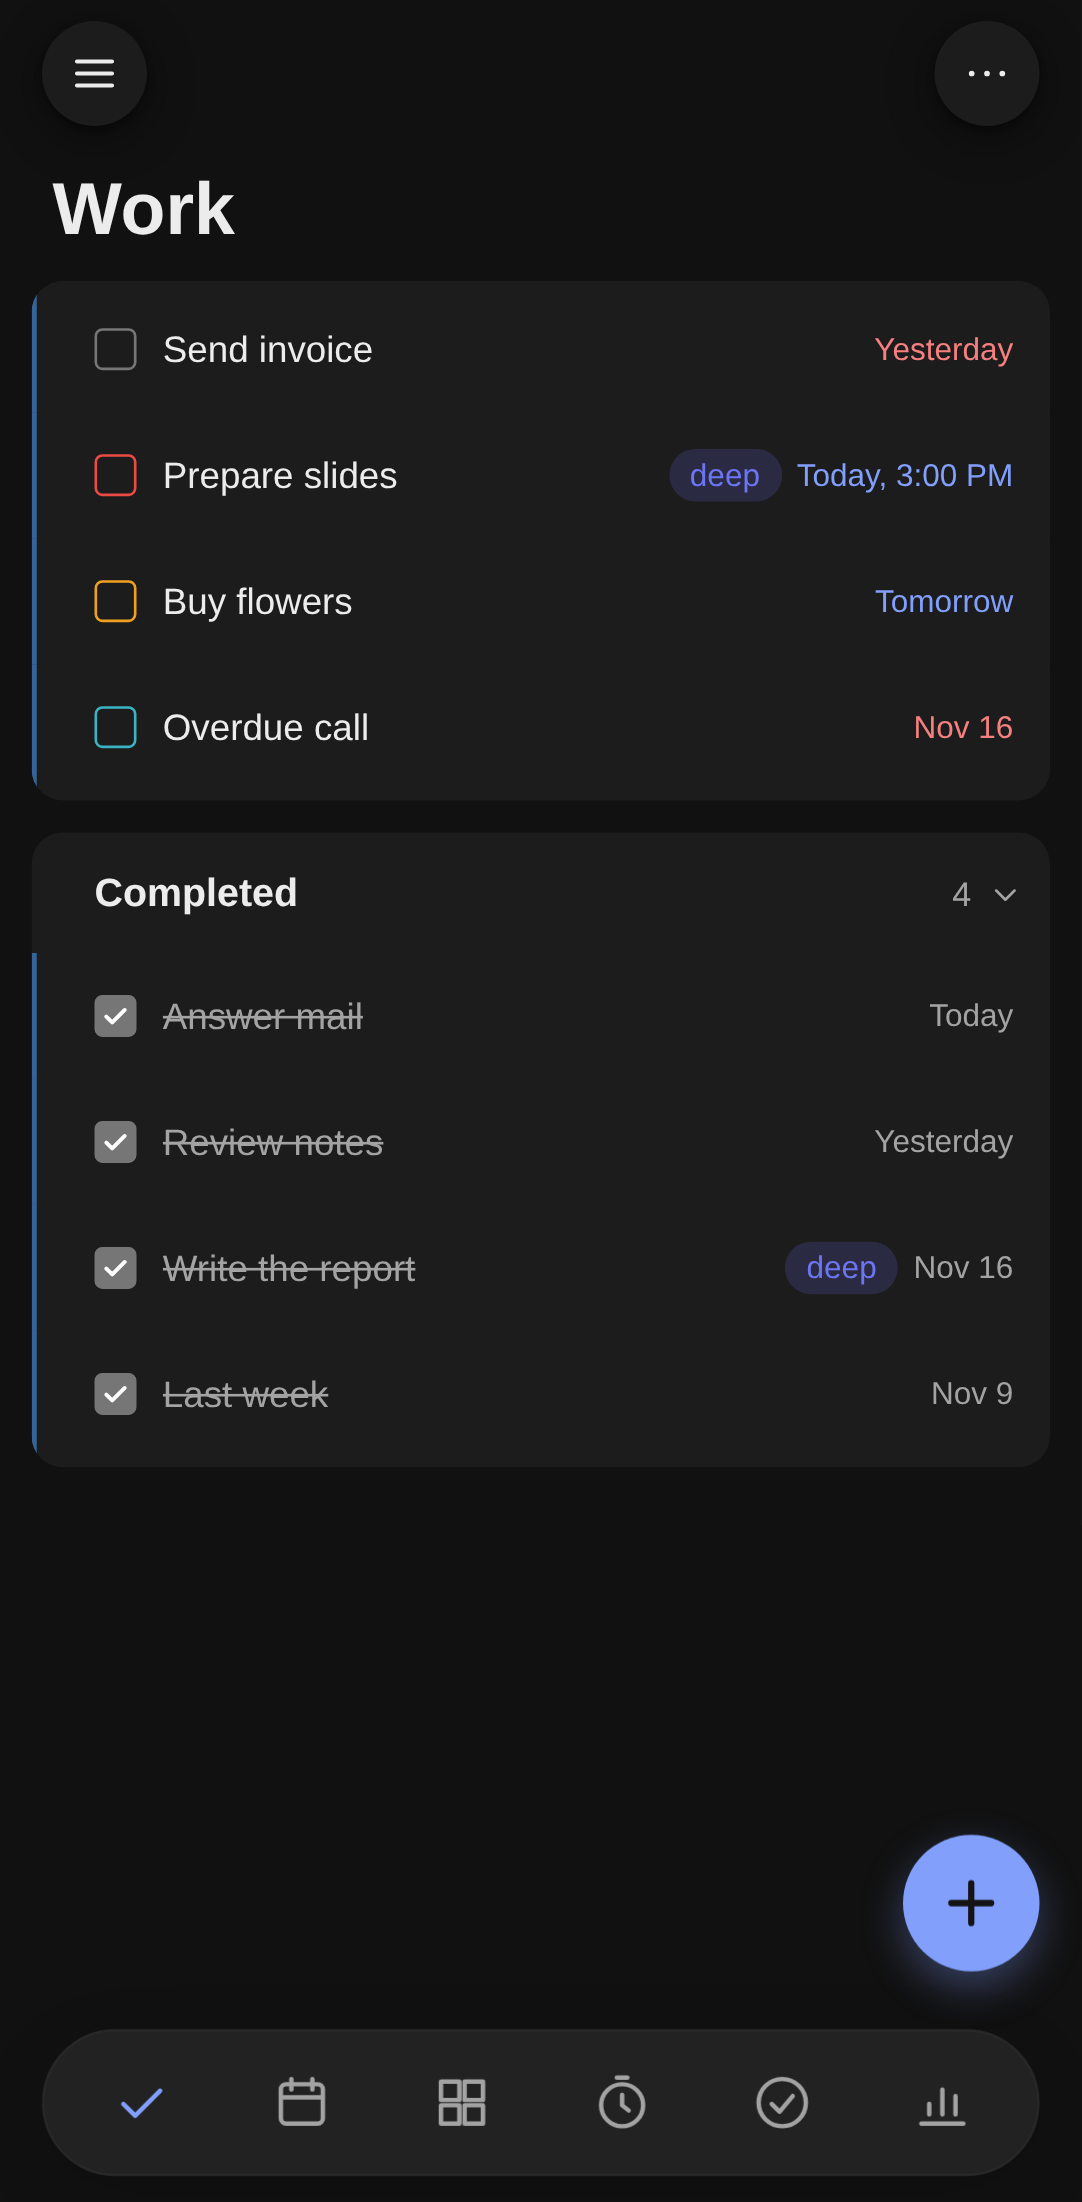 Work
Send invoice Yesterday
Prepare slides deep Today, 3:00 PM
Buy flowers Tomorrow
Overdue call Nov 16
Completed 4
Answer mail Today
Review notes Yesterday
Write the report deep Nov 16
Last week Nov 9